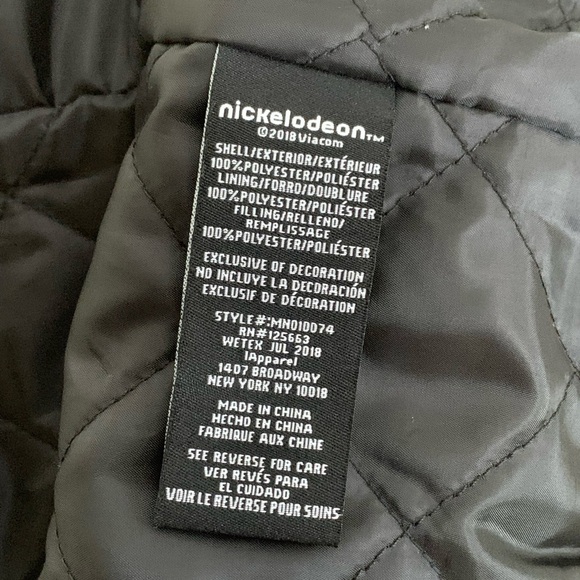 nickelodeon™
©2018 Viacom
SHELL/EXTERIOR/EXTÉRIEUR
100%POLYESTER/POLIÉSTER
LINING/FORRO/DOUBLURE
100%POLYESTER/POLIÉSTER
FILLING/RELLENO/
REMPLISSAGE
100%POLYESTER/POLIÉSTER
EXCLUSIVE OF DECORATION
NO INCLUYE LA DECORACIÓN
EXCLUSIF DE DÉCORATION
STYLE#:MN010D74
RN#125663
WETEX JUL 2018
IApparel
1407 BROADWAY
NEW YORK NY 10018
MADE IN CHINA
HECHO EN CHINA
FABRIQUE AUX CHINE
SEE REVERSE FOR CARE
VER REVÉS PARA
EL CUIDADO
VOIR LE REVERSE POUR SOINS